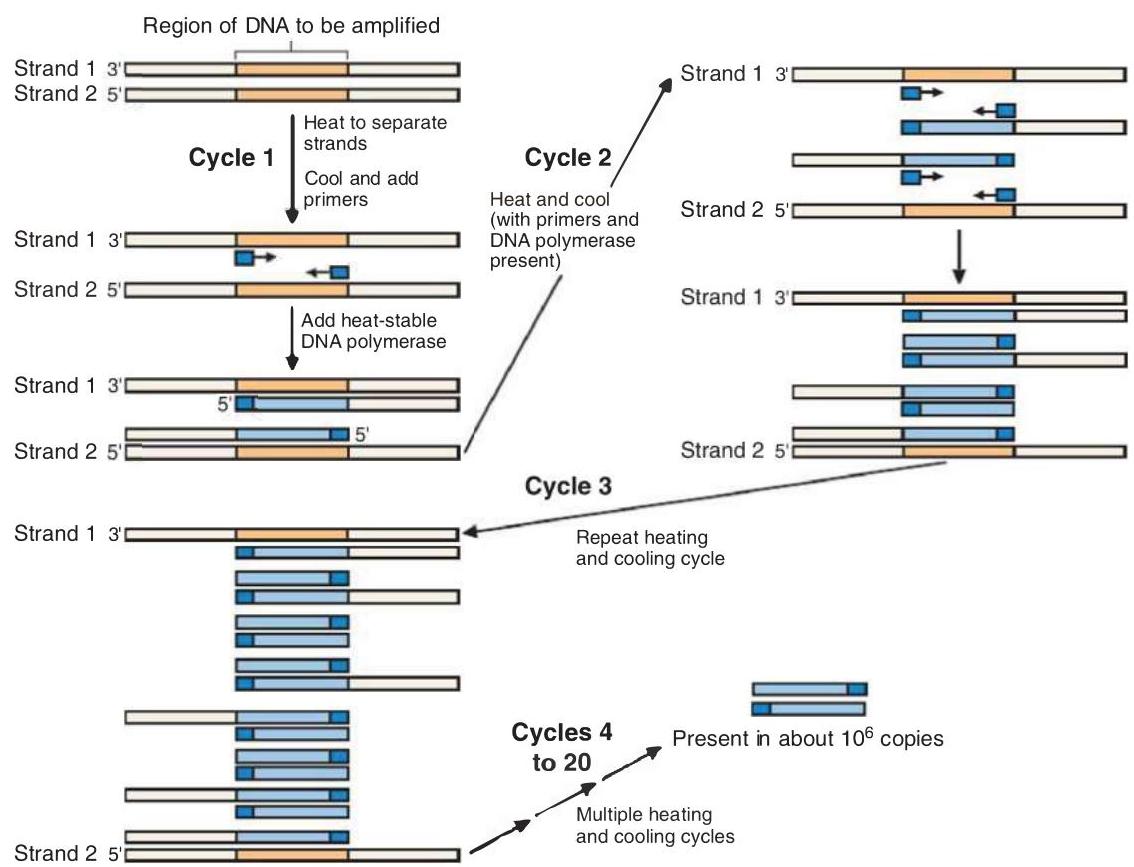 Region of DNA to be amplified
Strand 1 3'
Strand 2 5'
Cycle 1
Heat to separate
strands
Cool and add
primers
Strand 1 3'
Strand 2 5'
Add heat-stable
DNA polymerase
Strand 1 3'
5'
5'
Strand 2 5'
Cycle 2
Heat and cool
(with primers and
DNA polymerase
present)
Strand 1 3'
Strand 2 5'
Strand 1 3'
Strand 2 5'
Cycle 3
Repeat heating
and cooling cycle
Strand 1 3'
Strand 2 5'
Cycles 4
to 20
Multiple heating
and cooling cycles
Present in about 10⁶ copies